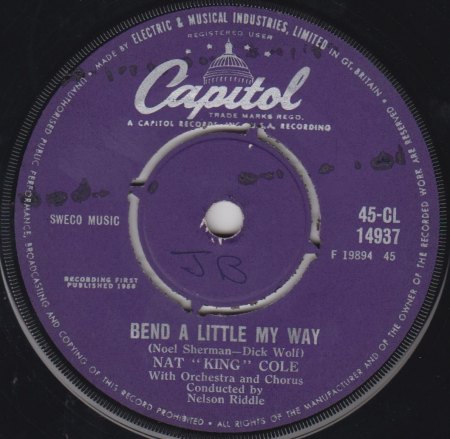 MADE BY ELECTRIC & MUSICAL INDUSTRIES, LIMITED IN GT. BRITAIN • ALL RIGHTS OF THE MANUFACTURER AND OF THE OWNER OF THE RECORDED WORK ARE RESERVED
UNAUTHORISED PUBLIC PERFORMANCE, BROADCASTING AND COPYING OF THIS RECORD PROHIBITED
REGISTERED USER
Capitol
TRADE MARKS REGD.
A CAPITOL RECORDS, INC., U.S.A., RECORDING
SWECO MUSIC
45-CL
14937
F 19894 45
JB
RECORDING FIRST
PUBLISHED 1960
BEND A LITTLE MY WAY
(Noel Sherman—Dick Wolf)
NAT "KING" COLE
With Orchestra and Chorus
Conducted by
Nelson Riddle